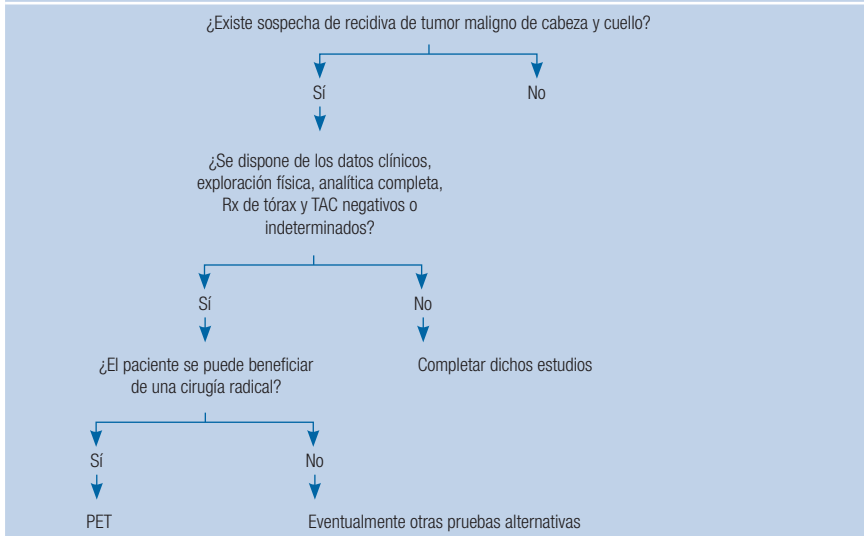 ¿Existe sospecha de recidiva de tumor maligno de cabeza y cuello?
Sí
No
¿Se dispone de los datos clínicos,
exploración física, analítica completa,
Rx de tórax y TAC negativos o
indeterminados?
Sí
No
¿El paciente se puede beneficiar
de una cirugía radical?
Completar dichos estudios
Sí
No
PET
Eventualmente otras pruebas alternativas